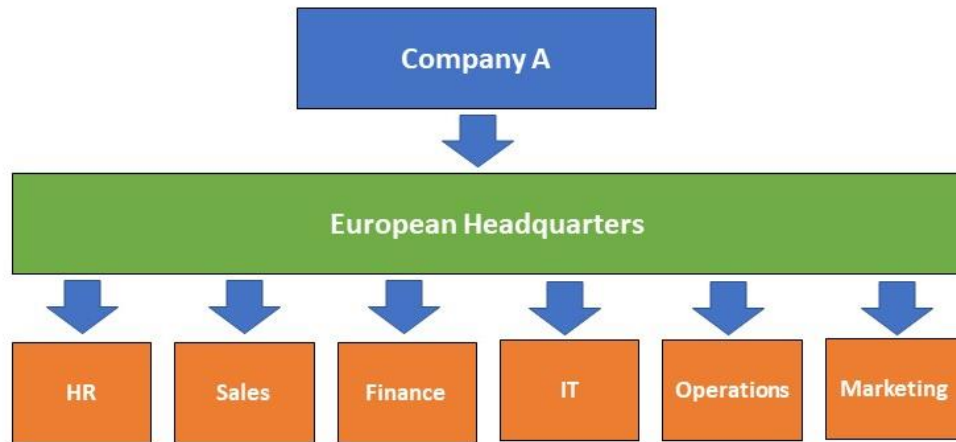 Company A
European Headquarters
HR
Sales
Finance
IT
Operations
Marketing